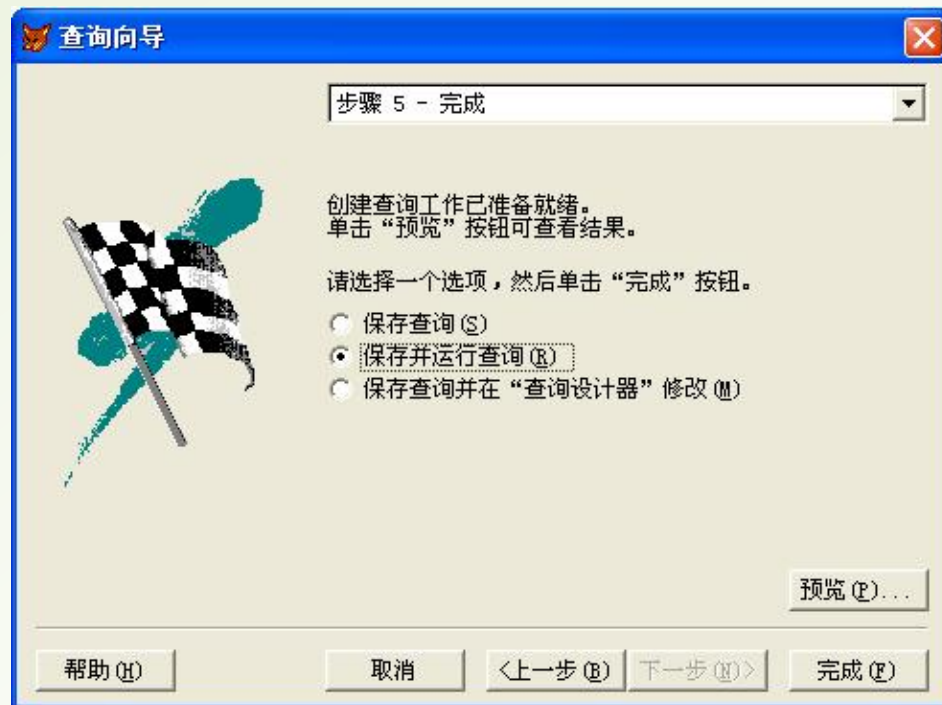 查询向导
步骤 5 - 完成
创建查询工作已准备就绪。
单击“预览”按钮可查看结果。
请选择一个选项，然后单击“完成”按钮。
保存查询(S)
保存并运行查询(R)
保存查询并在“查询设计器”修改(M)
预览(P)...
帮助(H)
取消
<上一步(B)
下一步(N)>
完成(F)